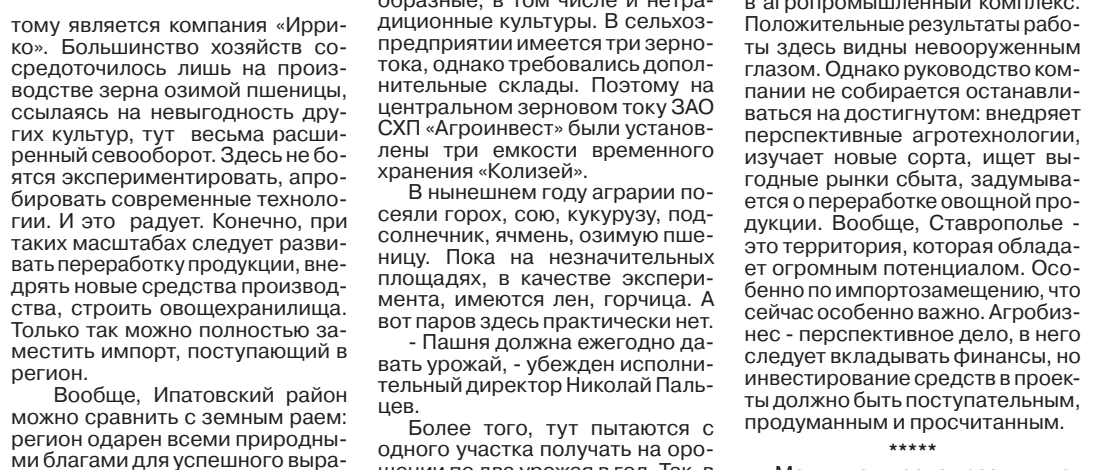 тому является компания «Ирри-
ко». Большинство хозяйств со-
средоточилось лишь на произ-
водстве зерна озимой пшеницы,
ссылаясь на невыгодность дру-
гих культур, тут весьма расши-
ренный севооборот. Здесь не бо-
ятся экспериментировать, апро-
бировать современные техноло-
гии. И это радует. Конечно, при
таких масштабах следует разви-
вать переработку продукции, вне-
дрять новые средства производ-
ства, строить овощехранилища.
Только так можно полностью за-
местить импорт, поступающий в
регион.
Вообще, Ипатовский район
можно сравнить с земным раем:
регион одарен всеми природны-
ми благами для успешного выра-
образные, в том числе и нетра-
диционные культуры. В сельхоз-
предприятии имеется три зерно-
тока, однако требовались допол-
нительные склады. Поэтому на
центральном зерновом току ЗАО
СХП «Агроинвест» были установ-
лены три емкости временного
хранения «Колизей».
В нынешнем году аграрии по-
сеяли горох, сою, кукурузу, под-
солнечник, ячмень, озимую пше-
ницу. Пока на незначительных
площадях, в качестве экспери-
мента, имеются лен, горчица. А
вот паров здесь практически нет.
- Пашня должна ежегодно да-
вать урожай, - убежден исполни-
тельный директор Николай Паль-
цев.
Более того, тут пытаются с
одного участка получать на оро-
шении по два урожая в год. Так, в
в агропромышленный комплекс.
Положительные результаты рабо-
ты здесь видны невооруженным
глазом. Однако руководство ком-
пании не собирается останавли-
ваться на достигнутом: внедряет
перспективные агротехнологии,
изучает новые сорта, ищет вы-
годные рынки сбыта, задумыва-
ется о переработке овощной про-
дукции. Вообще, Ставрополье -
это территория, которая облада-
ет огромным потенциалом. Осо-
бенно по импортозамещению, что
сейчас особенно важно. Агробиз-
нес - перспективное дело, в него
следует вкладывать финансы, но
инвестирование средств в проек-
ты должно быть поступательным,
продуманным и просчитанным.
*****